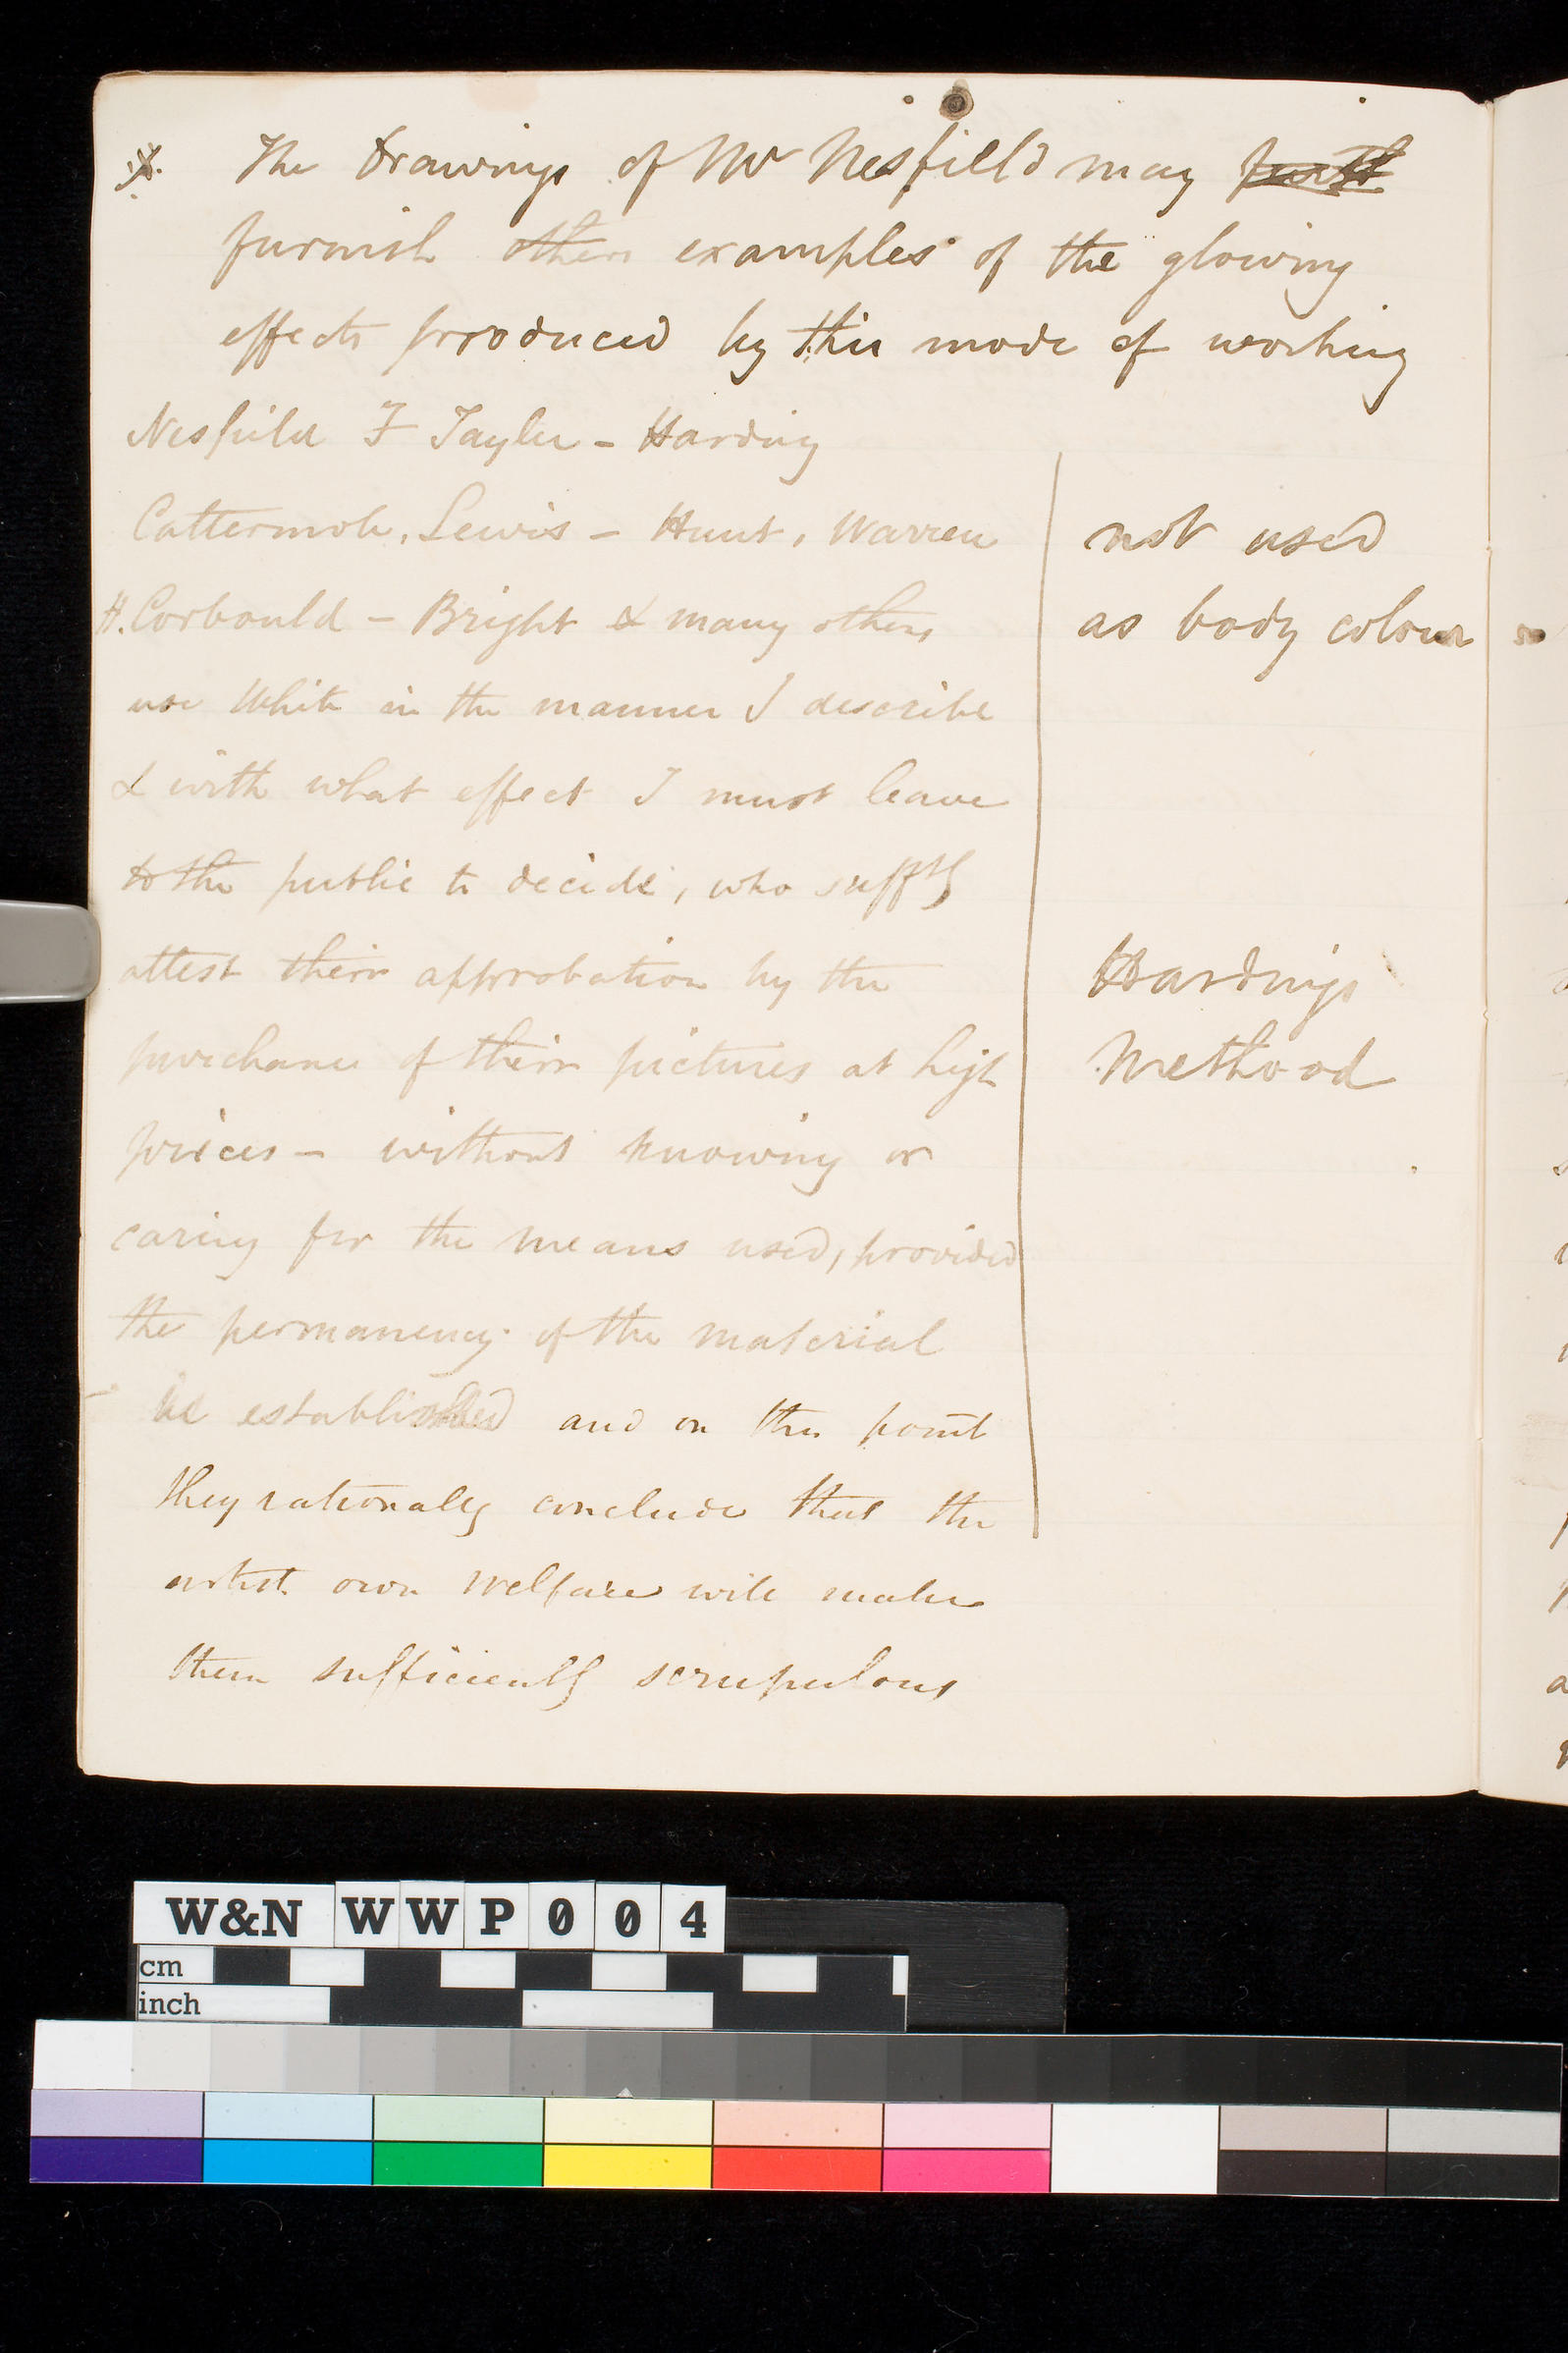 The Drawings of Mr Nesfield may
furnish others examples of the glowing
effects produced by this mode of working
Nesfield F Tayler - Harding
Cattermole, Lewis - Hunt, Warren
H. Corbould - Bright & many others
use White in the manner I describe
& with what effect I must leave
to the public to decide, who suffly
attest their approbation by the
purchase of their pictures at high
prices - without knowing or
caring for the means used, provided
the permanency of the material
be established and on this point
they rationally conclude that the
artist own welfare will make
them sufficiently scrupulous
not used
as body colour
Hardings
Method
W&N WWP004
cm
inch